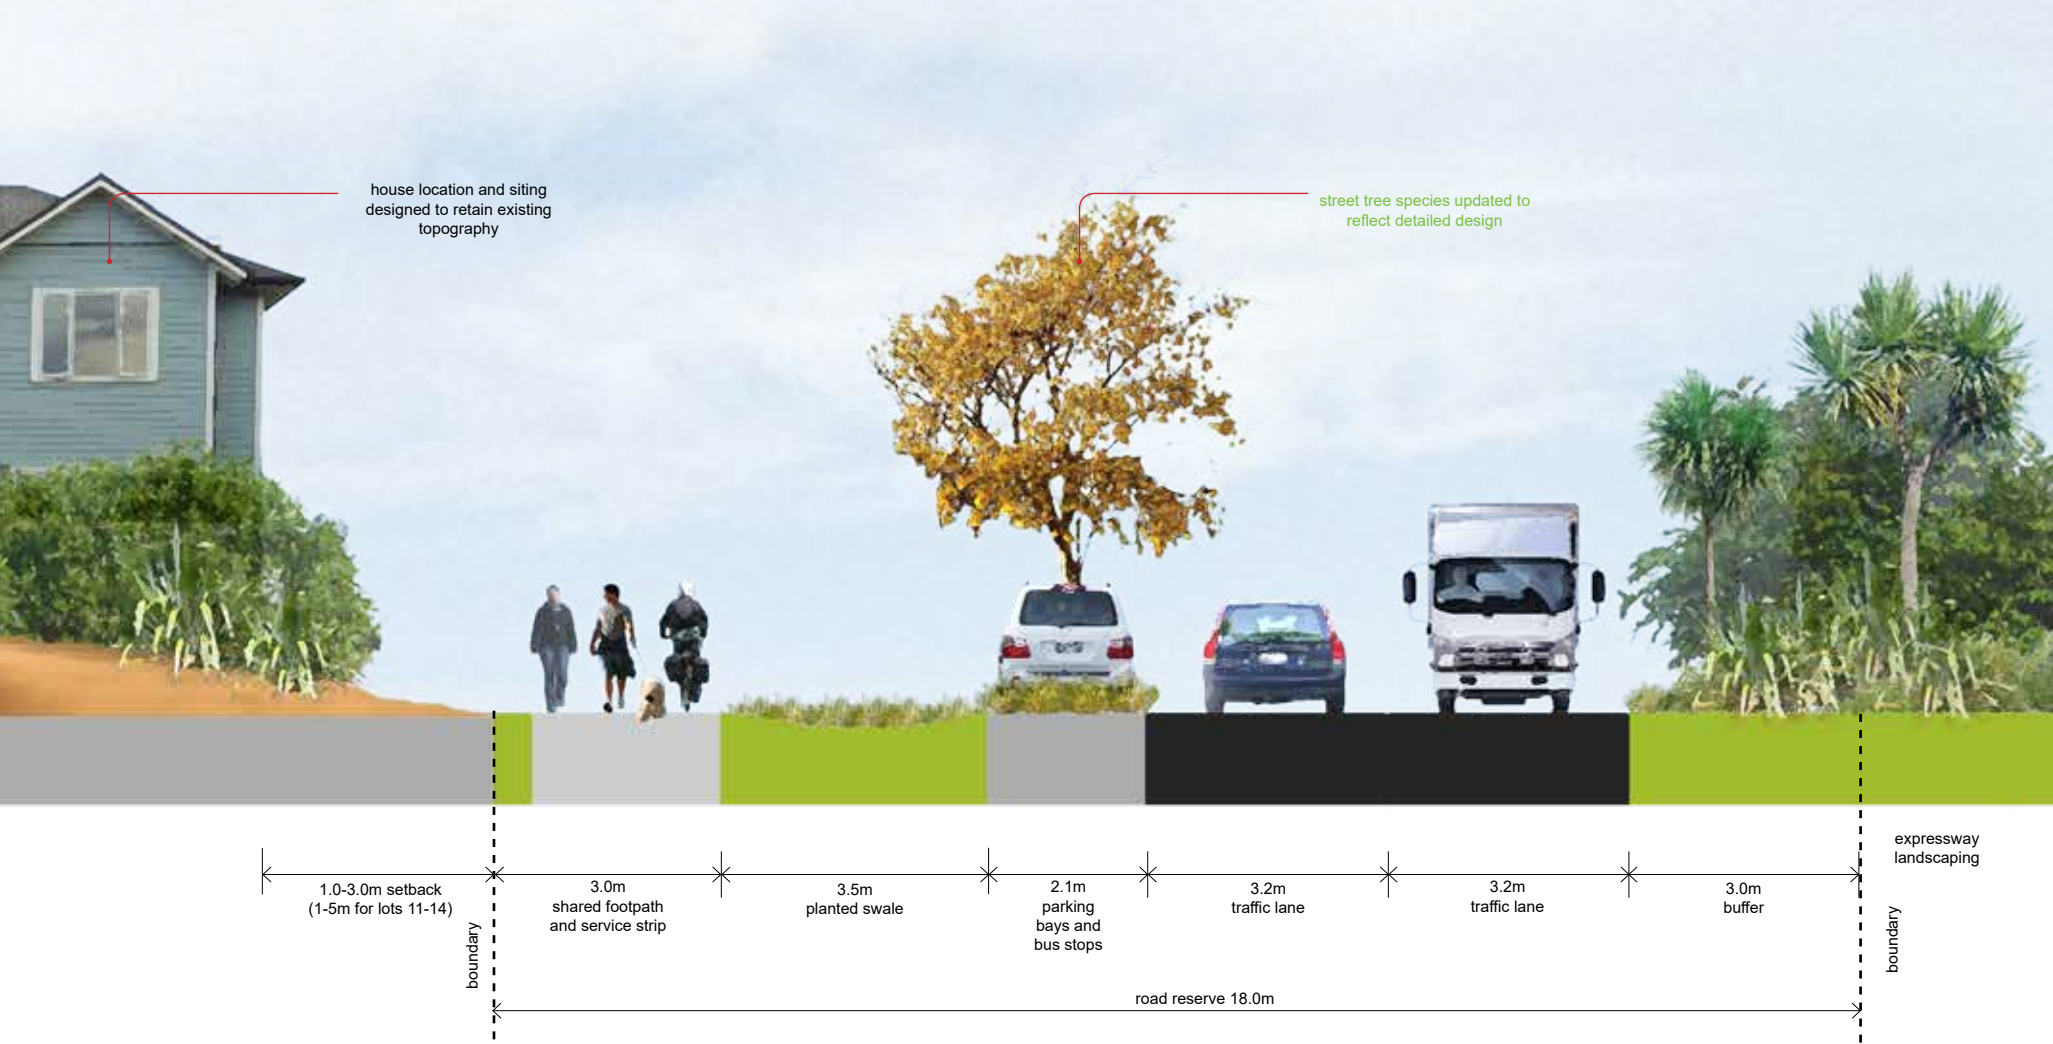 house location and siting
designed to retain existing
topography
street tree species updated to
reflect detailed design
expressway
landscaping
1.0-3.0m setback
(1-5m for lots 11-14)
3.0m
shared footpath
and service strip
3.5m
planted swale
2.1m
parking
bays and
bus stops
3.2m
traffic lane
3.2m
traffic lane
3.0m
buffer
boundary
boundary
road reserve 18.0m